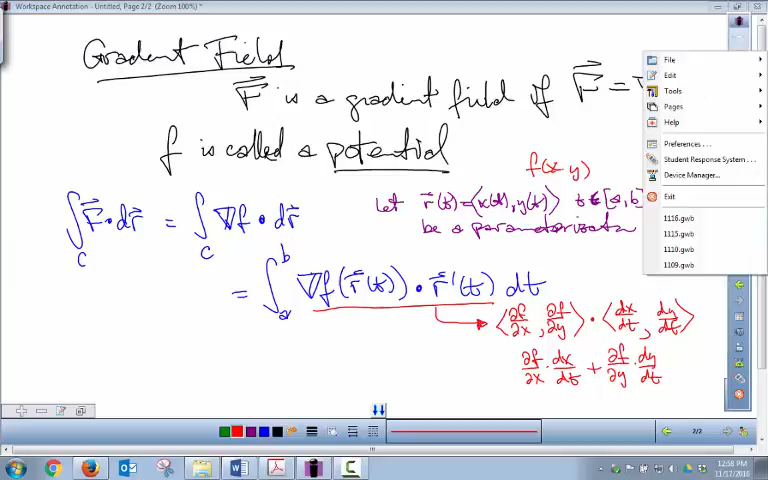 Workspace Annotation - Untitled, Page 2/2 (Zoom 100%) *
Gradient Field
F⃗ is a gradient field if F⃗ = ∇
f is called a potential
f(x y)
Let r⃗(t) = ⟨x(t), y(t)⟩ t ∈ [a, b]
be a parameterization
∫_C F⃗ · dr⃗ = ∫_C ∇f · dr⃗
= ∫_a^b ∇f(r⃗(t)) · r⃗'(t) dt
⟨∂f/∂x, ∂f/∂y⟩ · ⟨dx/dt, dy/dt⟩
∂f/∂x · dx/dt + ∂f/∂y · dy/dt
File
Edit
Tools
Pages
Help
Preferences...
Student Response System...
Device Manager...
Exit
1116.gwb
1115.gwb
1110.gwb
1109.gwb
2/2
12:58 PM
11/17/2016